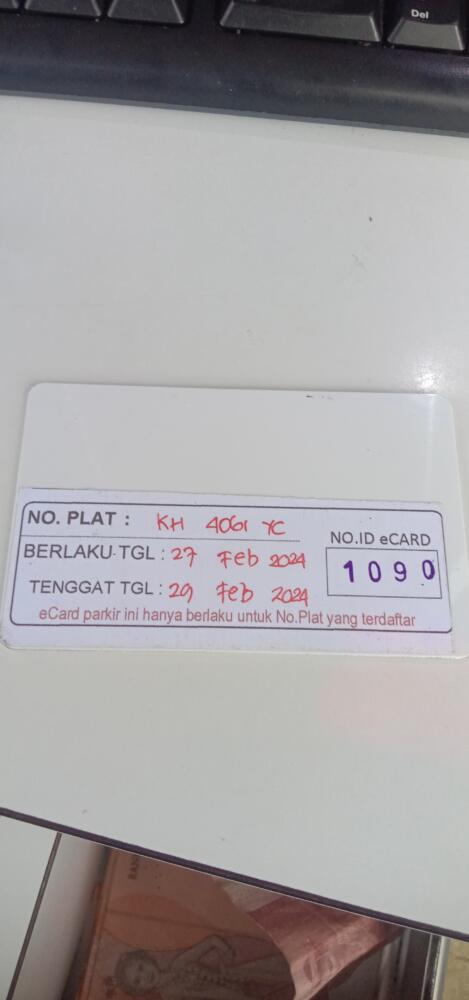 Del
NO. PLAT : KH 4061 YC
NO.ID eCARD
BERLAKU TGL : 27 Feb 2024
1090
TENGGAT TGL : 29 Feb 2024
eCard parkir ini hanya berlaku untuk No.Plat yang terdaftar